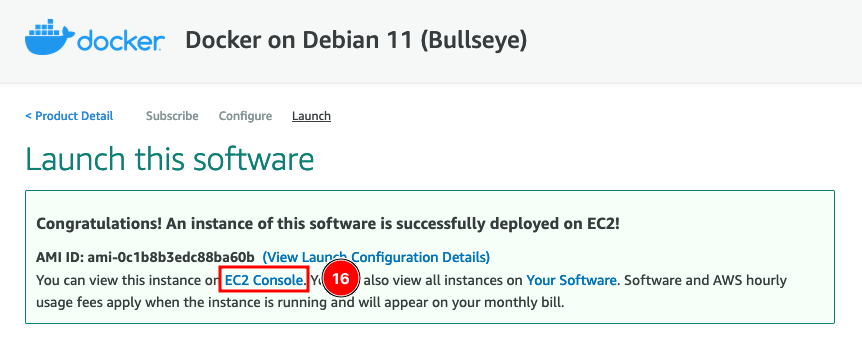 docker Docker on Debian 11 (Bullseye)
< Product Detail Subscribe Configure Launch
Launch this software
Congratulations! An instance of this software is successfully deployed on EC2!
AMI ID: ami-0c1b8b3edc88ba60b (View Launch Configuration Details)
You can view this instance on EC2 Console. 16 also view all instances on Your Software. Software and AWS hourly
usage fees apply when the instance is running and will appear on your monthly bill.